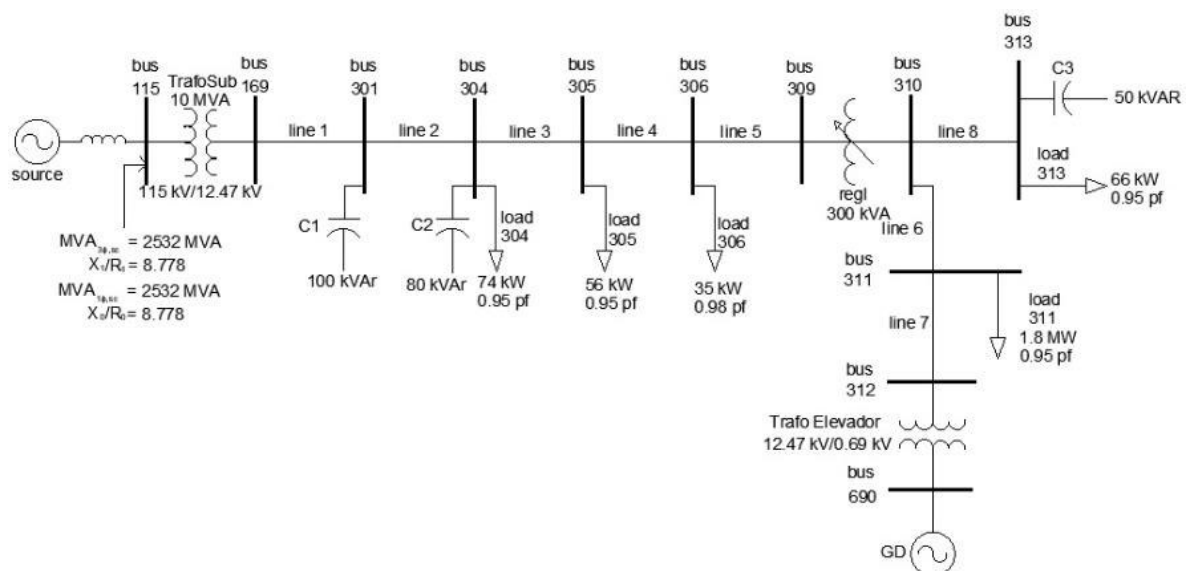 bus
115
TrafoSub
10 MVA
bus
169
bus
301
bus
304
bus
305
bus
306
bus
309
bus
310
bus
313
line 1
line 2
line 3
line 4
line 5
line 8
source
115 kV/12.47 kV
C3
50 kVAR
load
313
66 kW
0.95 pf
regl
300 kVA
line 6
C1
100 kVAr
C2
80 kVAr
load
304
74 kW
0.95 pf
load
305
56 kW
0.95 pf
load
306
35 kW
0.98 pf
MVA3ϕ,sc = 2532 MVA
X1/R1 = 8.778
MVA1ϕ,sc = 2532 MVA
X0/R0 = 8.778
bus
311
load
311
1.8 MW
0.95 pf
line 7
bus
312
Trafo Elevador
12.47 kV/0.69 kV
bus
690
GD